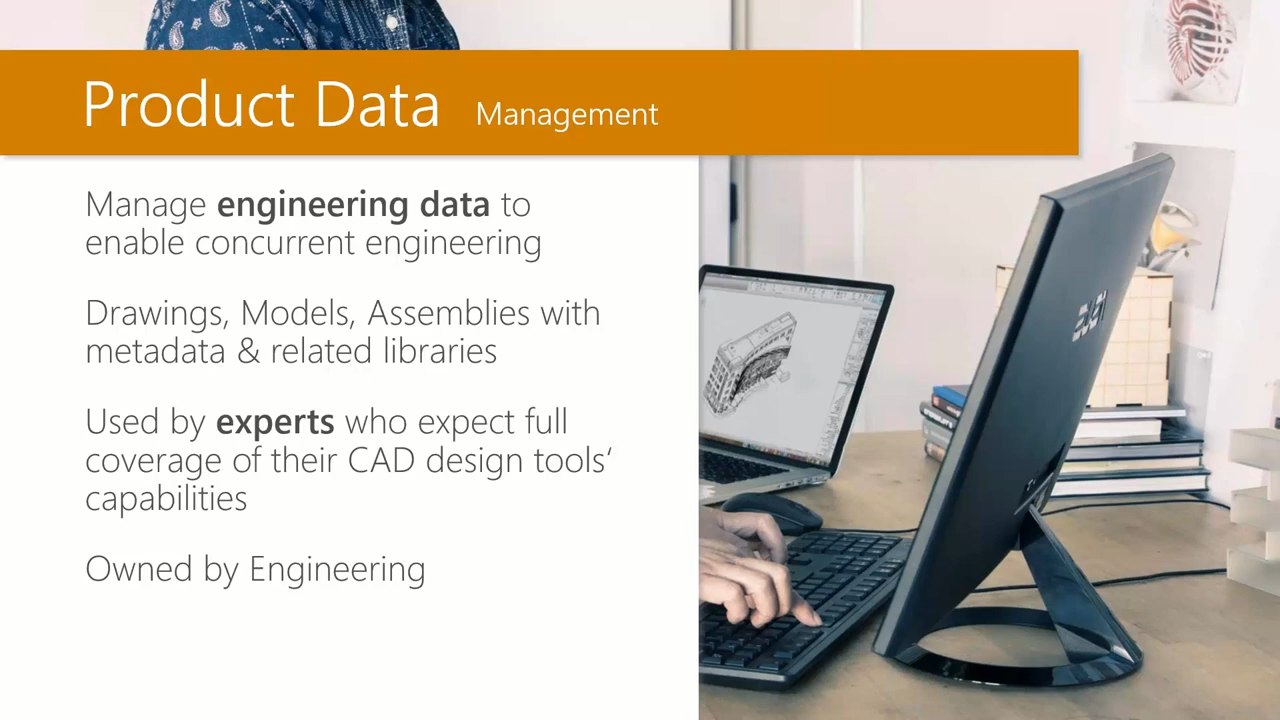 Product Data Management
Manage engineering data to
enable concurrent engineering
Drawings, Models, Assemblies with
metadata & related libraries
Used by experts who expect full
coverage of their CAD design tools‘
capabilities
Owned by Engineering